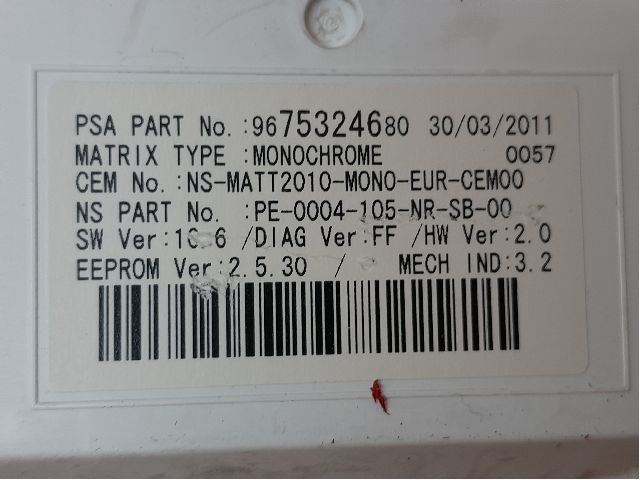 PSA PART No.:9675324680 30/03/2011
MATRIX TYPE :MONOCHROME 0057
CEM No.:NS-MATT2010-MONO-EUR-CEM00
NS PART No. :PE-0004-105-NR-SB-00
SW Ver: /DIAG Ver:FF /HW Ver:2.0
EEPROM Ver:2.5.30 / MECH IND:3.2